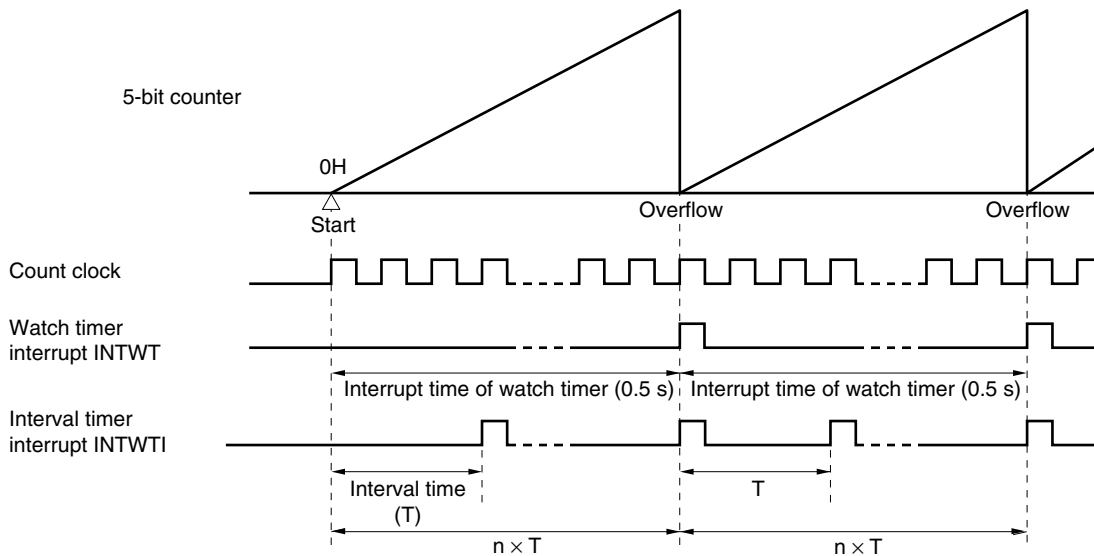 5-bit counter
0H
Start
Overflow
Overflow
Count clock
Watch timer
interrupt INTWT
Interrupt time of watch timer (0.5 s)
Interrupt time of watch timer (0.5 s)
Interval timer
interrupt INTWTI
Interval time
(T)
T
n × T
n × T